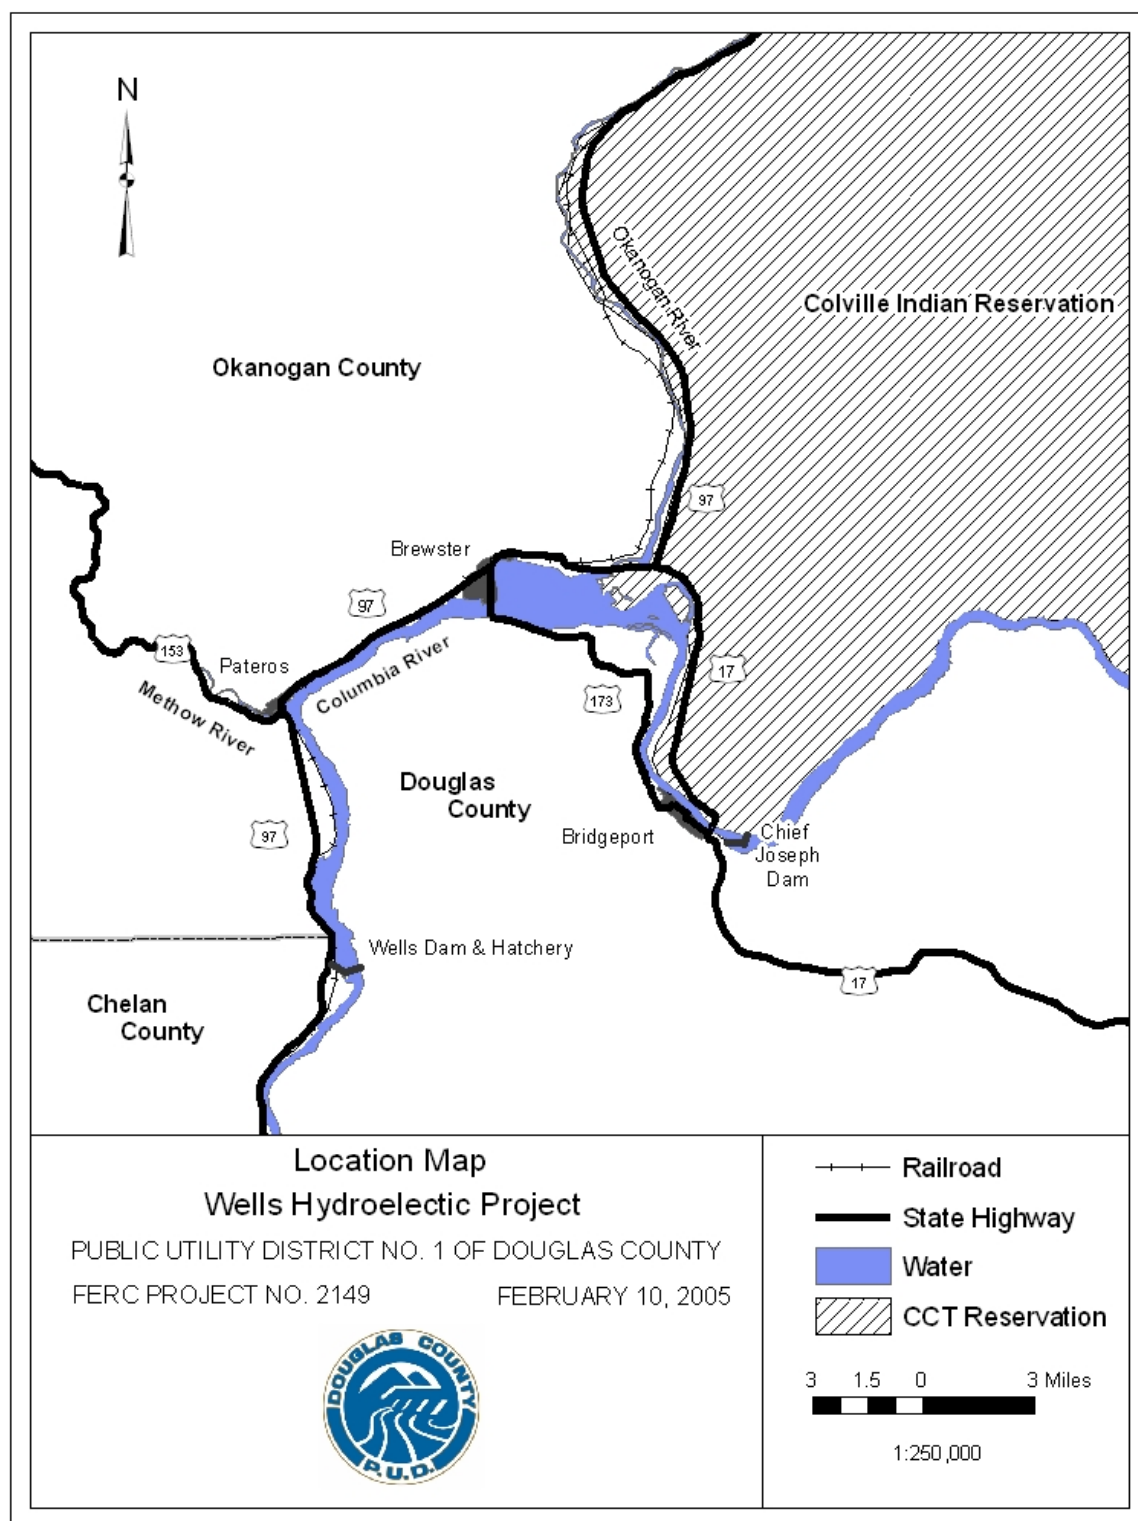 N
Okanogan River
Colville Indian Reservation
Okanogan County
97
Brewster
97
153
Pateros
Columbia River
17
173
Methow River
Douglas
County
97
Bridgeport
Chief
Joseph
Dam
Wells Dam & Hatchery
17
Chelan
County
Location Map
Wells Hydroelectic Project
PUBLIC UTILITY DISTRICT NO. 1 OF DOUGLAS COUNTY
FERC PROJECT NO. 2149 FEBRUARY 10, 2005
DOUGLAS COUNTY
P.U.D.
Railroad
State Highway
Water
CCT Reservation
3 1.5 0 3 Miles
1:250,000